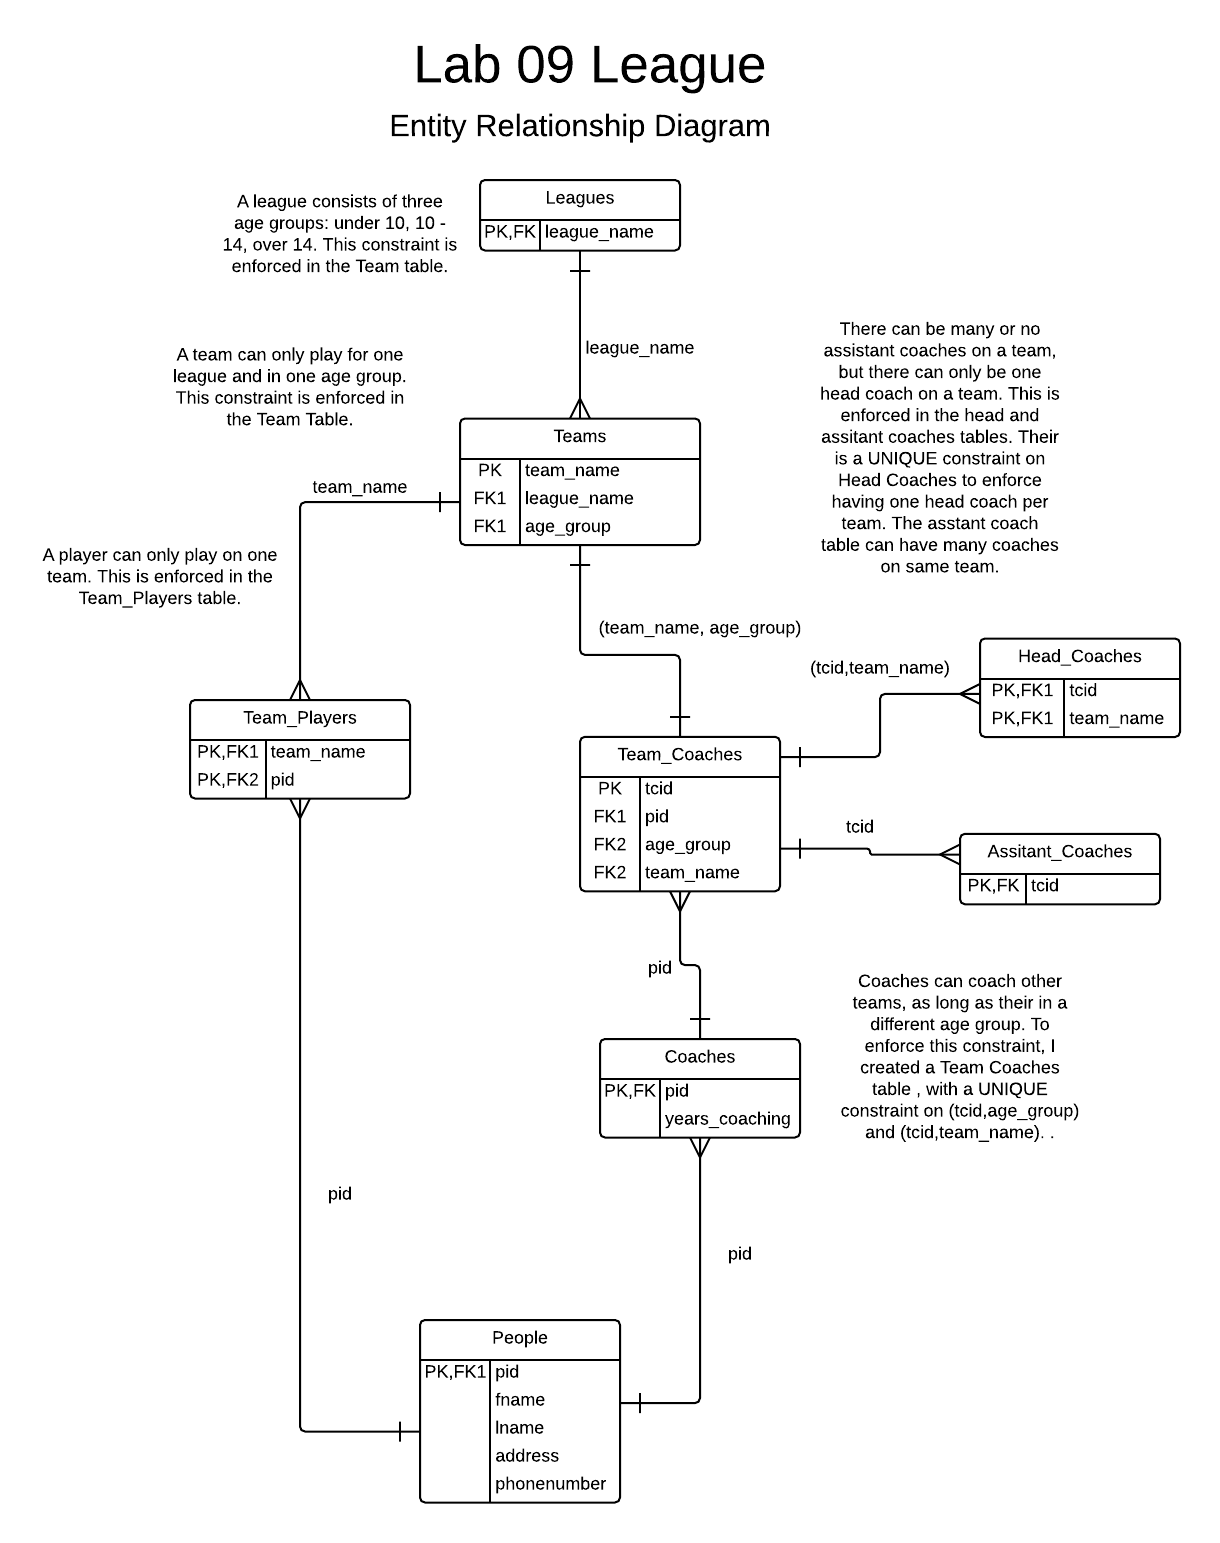 Lab 09 League
Entity Relationship Diagram
A league consists of three
age groups: under 10, 10 -
14, over 14. This constraint is
enforced in the Team table.
Leagues
PK,FK league_name
league_name
A team can only play for one
league and in one age group.
This constraint is enforced in
the Team Table.
There can be many or no
assistant coaches on a team,
but there can only be one
head coach on a team. This is
enforced in the head and
assitant coaches tables. Their
is a UNIQUE constraint on
Head Coaches to enforce
having one head coach per
team. The asstant coach
table can have many coaches
on same team.
Teams
PK team_name
FK1 league_name
FK1 age_group
team_name
A player can only play on one
team. This is enforced in the
Team_Players table.
(team_name, age_group)
(tcid,team_name)
Head_Coaches
PK,FK1 tcid
PK,FK1 team_name
Team_Players
PK,FK1 team_name
PK,FK2 pid
Team_Coaches
PK tcid
FK1 pid
FK2 age_group
FK2 team_name
tcid
Assitant_Coaches
PK,FK tcid
pid
Coaches can coach other
teams, as long as their in a
different age group. To
enforce this constraint, I
created a Team Coaches
table , with a UNIQUE
constraint on (tcid,age_group)
and (tcid,team_name). .
Coaches
PK,FK pid
years_coaching
pid
pid
People
PK,FK1 pid
fname
lname
address
phonenumber